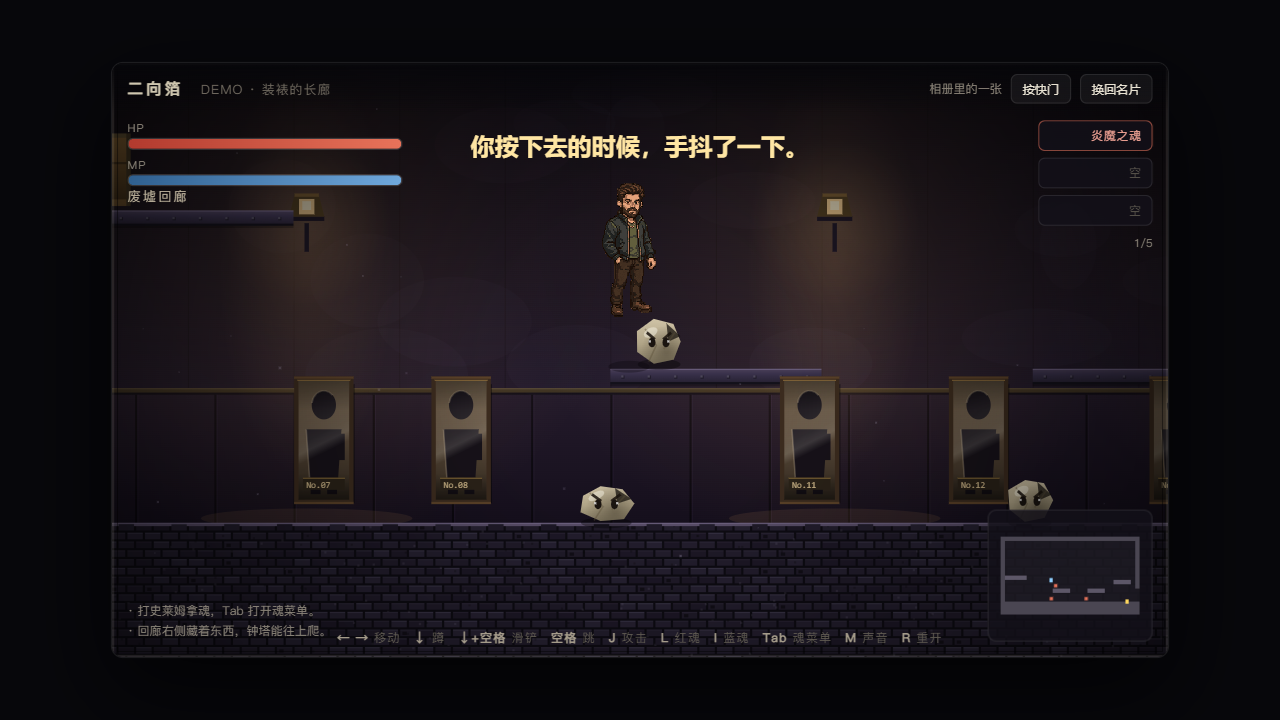 二向箔 DEMO · 装裱的长廊
相册里的一张 按快门 换回名片
HP
MP
废墟回廊
你按下去的时候，手抖了一下。
炎魔之魂
空
空
1/5
No.07
No.08
No.11
No.12
· 打史莱姆拿魂，Tab 打开魂菜单。
· 回廊右侧藏着东西，钟塔能往上爬。
← → 移动 ↓ 蹲 ↓+空格 滑铲 空格 跳 J 攻击 L 红魂 I 蓝魂 Tab 魂菜单 M 声音 R 重开